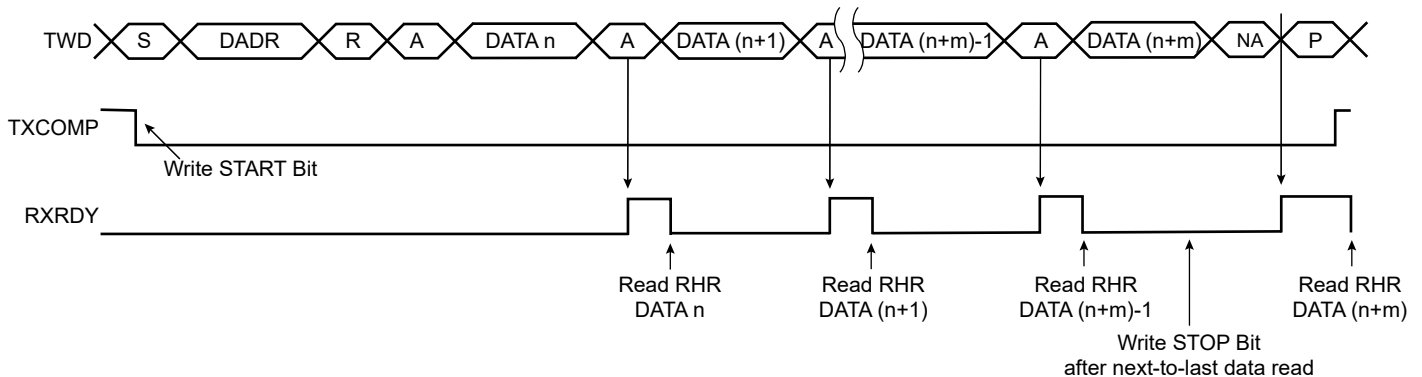 TWD S DADR R A DATA n A DATA (n+1) A DATA (n+m)-1 A DATA (n+m) NA P
TXCOMP
Write START Bit
RXRDY
Read RHR
DATA n
Read RHR
DATA (n+1)
Read RHR
DATA (n+m)-1
Read RHR
DATA (n+m)
Write STOP Bit
after next-to-last data read